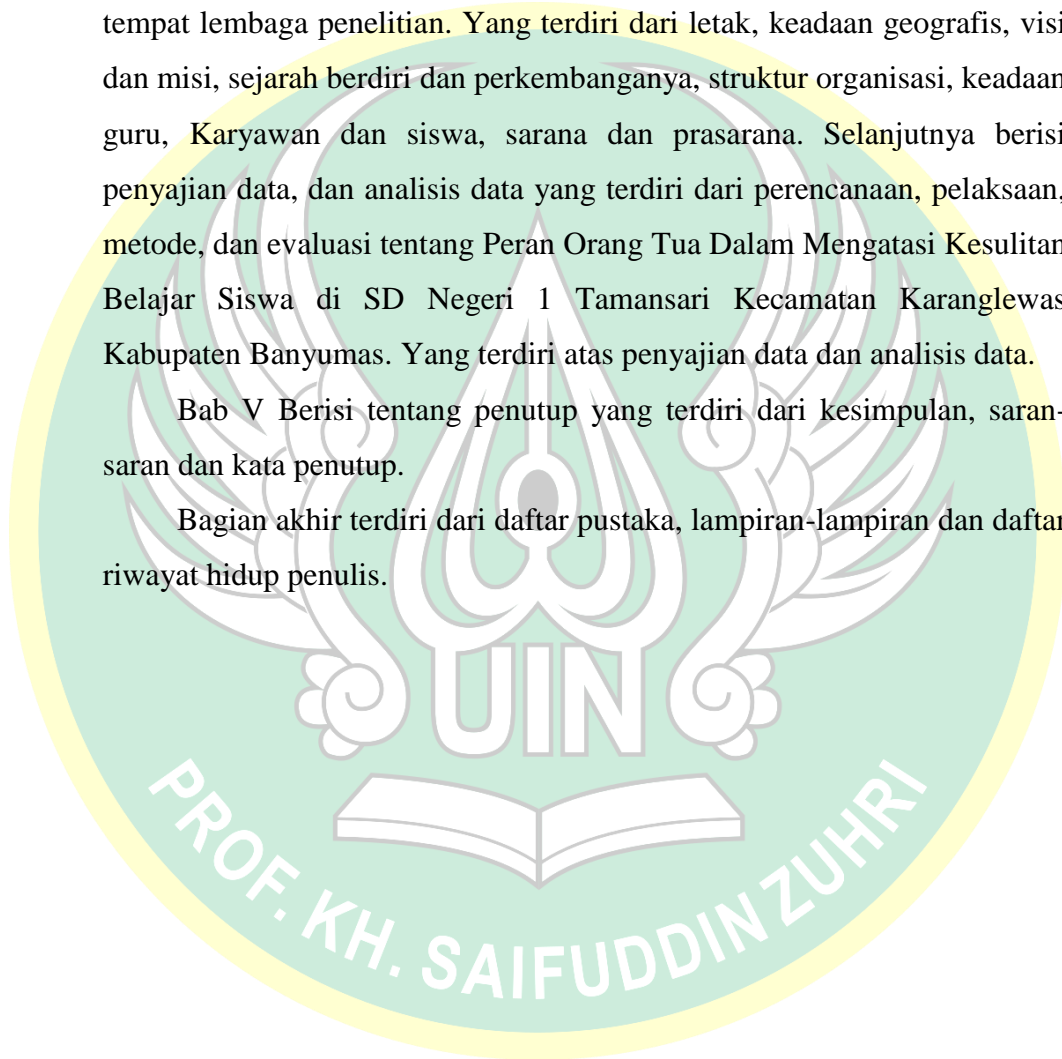 tempat lembaga penelitian. Yang terdiri dari letak, keadaan geografis, visi
dan misi, sejarah berdiri dan perkembanganya, struktur organisasi, keadaan
guru, Karyawan dan siswa, sarana dan prasarana. Selanjutnya berisi
penyajian data, dan analisis data yang terdiri dari perencanaan, pelaksaan,
metode, dan evaluasi tentang Peran Orang Tua Dalam Mengatasi Kesulitan
Belajar Siswa di SD Negeri 1 Tamansari Kecamatan Karanglewas
Kabupaten Banyumas. Yang terdiri atas penyajian data dan analisis data.
Bab V Berisi tentang penutup yang terdiri dari kesimpulan, saran-
saran dan kata penutup.
Bagian akhir terdiri dari daftar pustaka, lampiran-lampiran dan daftar
riwayat hidup penulis.
UIN
PROF. KH. SAIFUDDIN ZUHRI